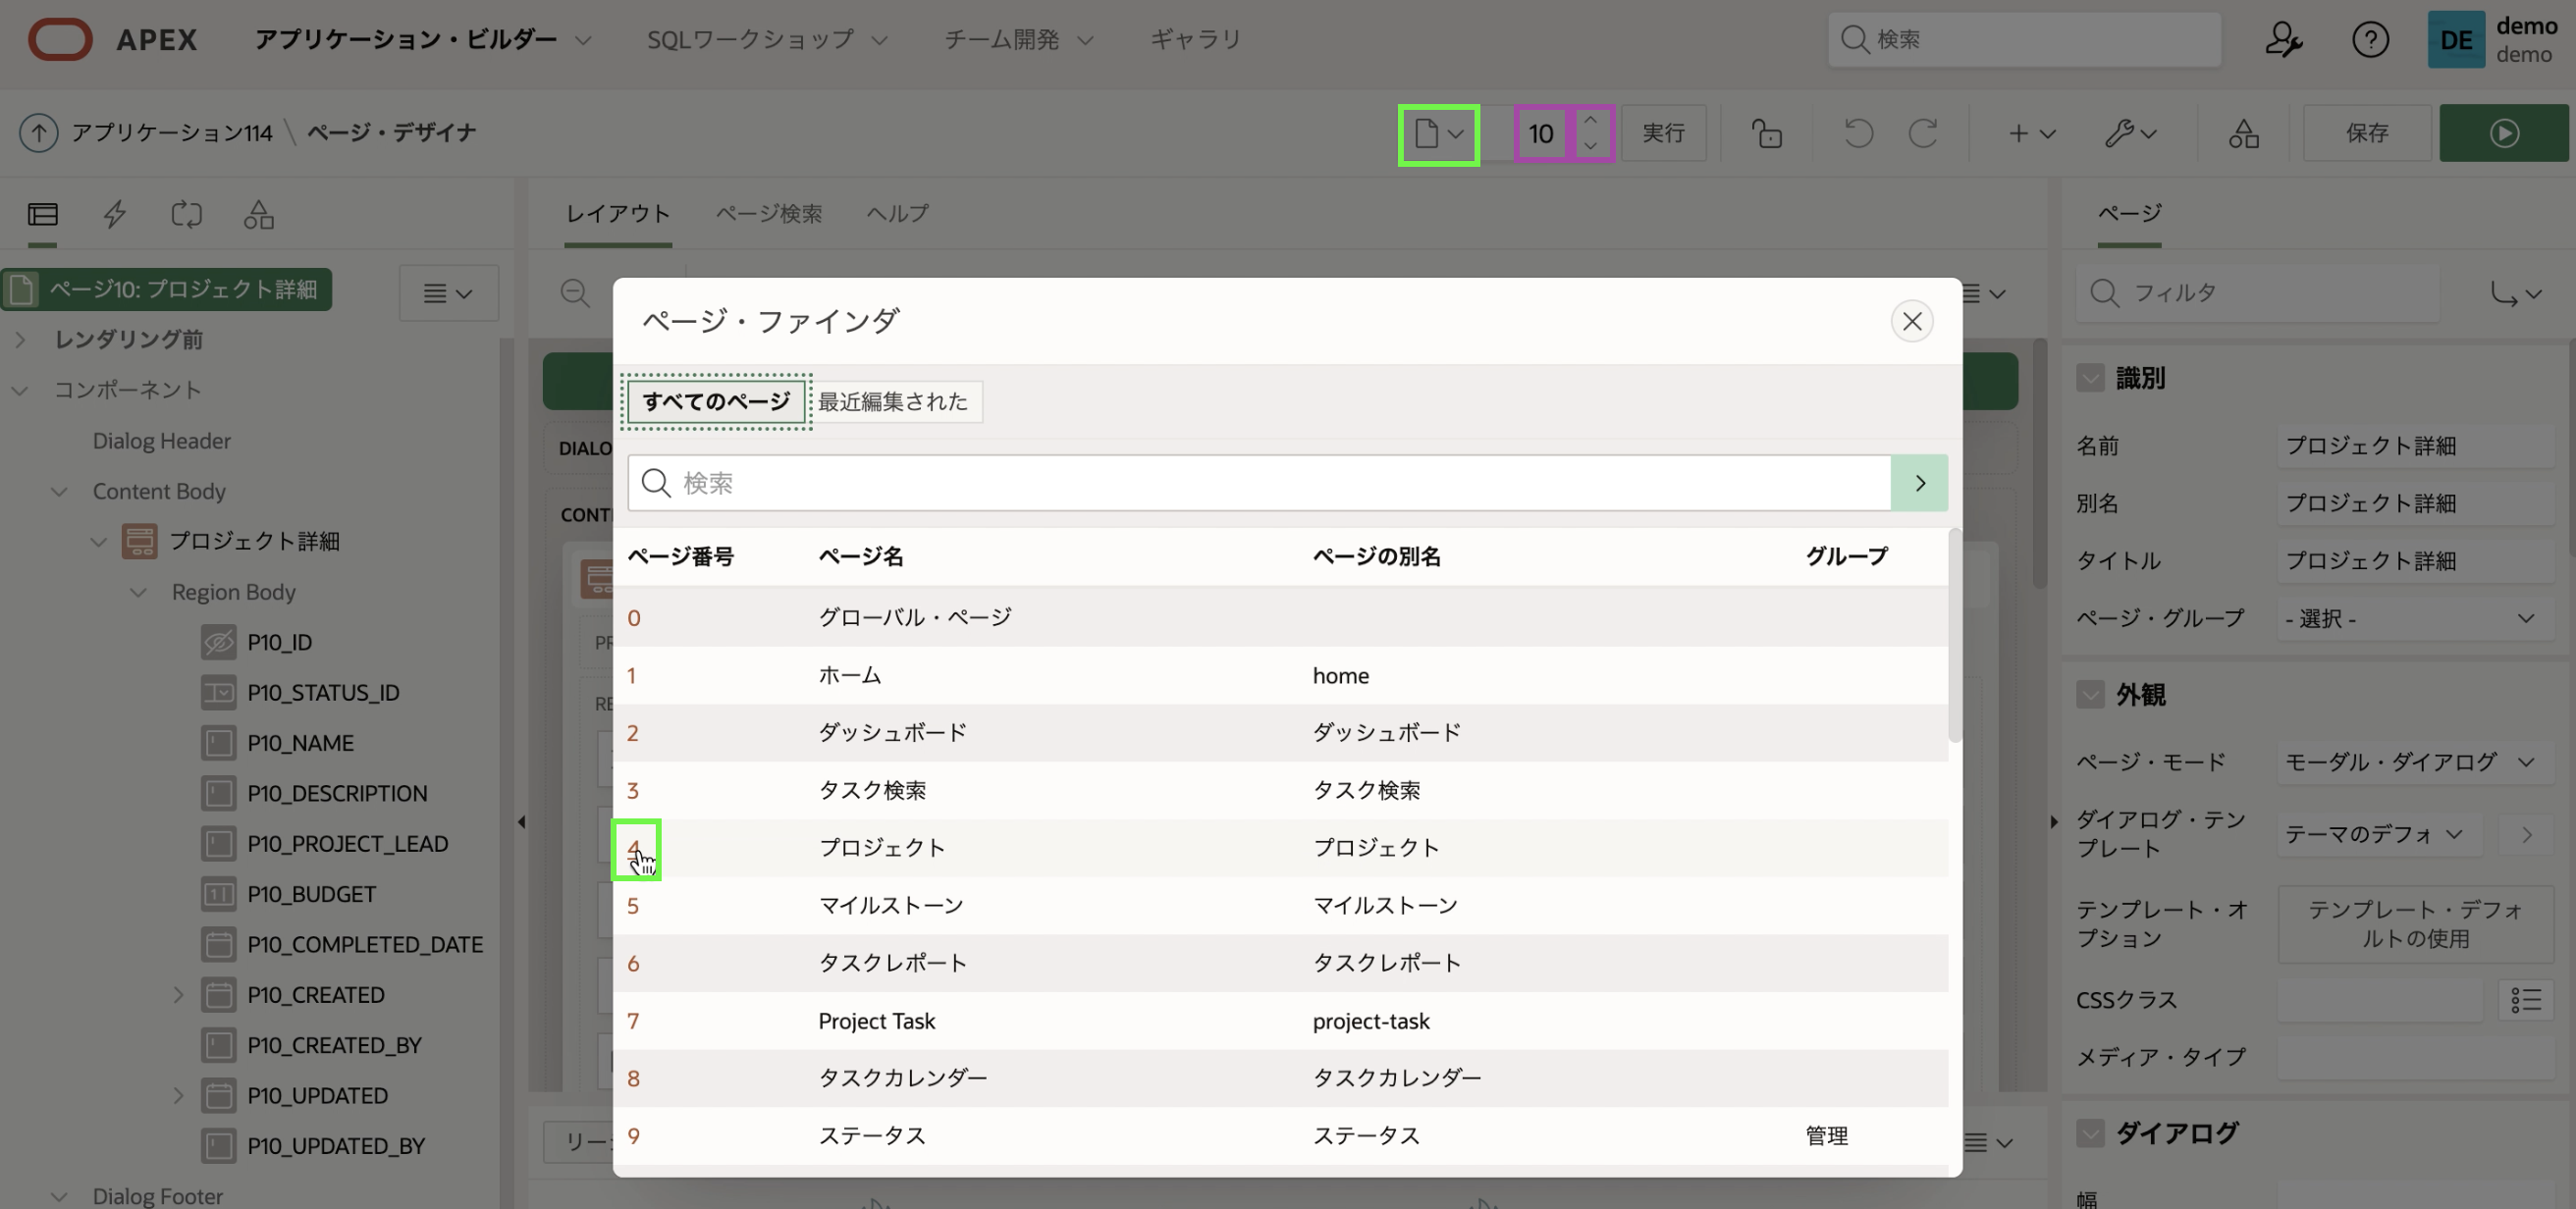 APEX アプリケーション・ビルダー SQLワークショップ チーム開発 ギャラリ 検索 DE demo
demo
アプリケーション114 \ ページ・デザイナ 10 実行 保存
レイアウト ページ検索 ヘルプ ページ
ページ10: プロジェクト詳細
レンダリング前
コンポーネント
Dialog Header
Content Body
プロジェクト詳細
Region Body
P10_ID
P10_STATUS_ID
P10_NAME
P10_DESCRIPTION
P10_PROJECT_LEAD
P10_BUDGET
P10_COMPLETED_DATE
P10_CREATED
P10_CREATED_BY
P10_UPDATED
P10_UPDATED_BY
Dialog Footer
DIALO
CONT
PR
RE
リー
ページ・ファインダ
すべてのページ 最近編集された
検索
ページ番号 ページ名 ページの別名 グループ
0 グローバル・ページ
1 ホーム home
2 ダッシュボード ダッシュボード
3 タスク検索 タスク検索
4 プロジェクト プロジェクト
5 マイルストーン マイルストーン
6 タスクレポート タスクレポート
7 Project Task project-task
8 タスクカレンダー タスクカレンダー
9 ステータス ステータス 管理
フィルタ
識別
名前 プロジェクト詳細
別名 プロジェクト詳細
タイトル プロジェクト詳細
ページ・グループ - 選択 -
外観
ページ・モード モーダル・ダイアログ
ダイアログ・テン
プレート
テーマのデフォ
テンプレート・オ
プション
テンプレート・デフォ
ルトの使用
CSSクラス
メディア・タイプ
ダイアログ
幅